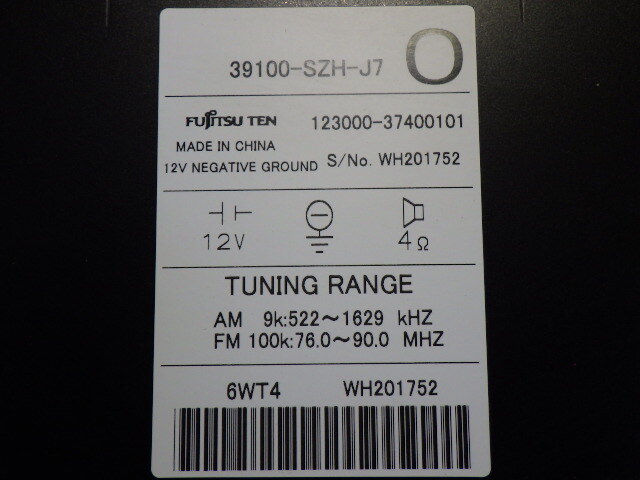 39100-SZH-J7 O
FUJITSU TEN 123000-37400101
MADE IN CHINA
12V NEGATIVE GROUND S/No. WH201752
12V 4Ω
TUNING RANGE
AM 9k:522～1629 kHZ
FM 100k:76.0～90.0 MHZ
6WT4 WH201752